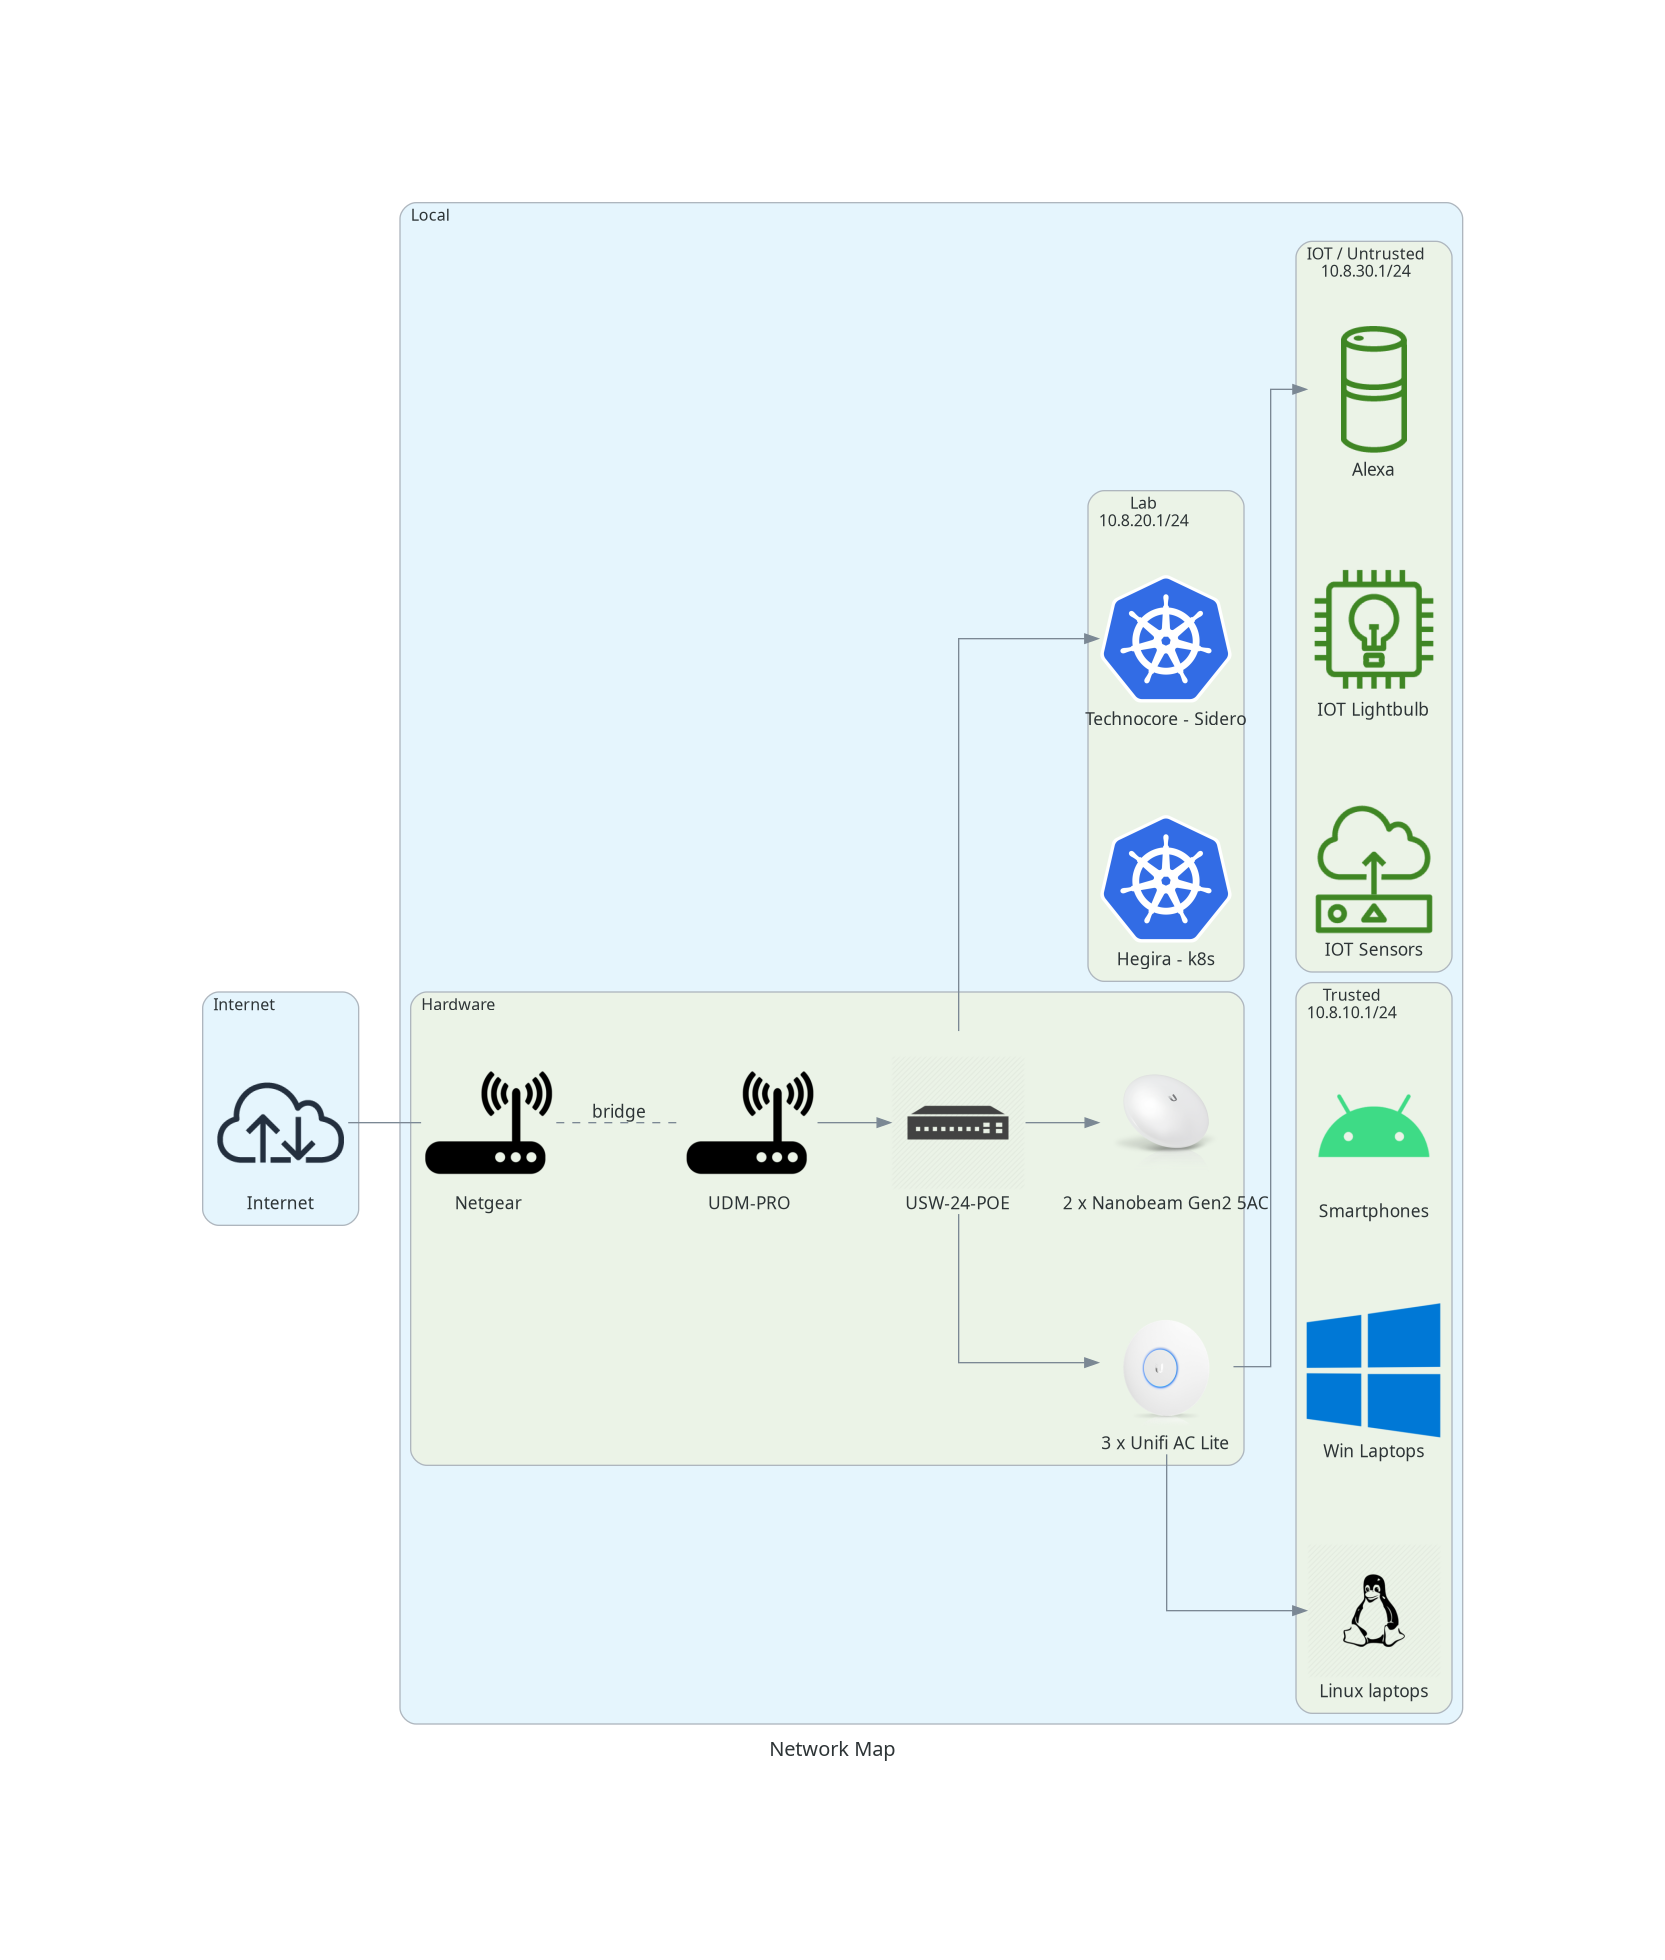 Local
IOT / Untrusted
10.8.30.1/24
Alexa
Lab
10.8.20.1/24
IOT Lightbulb
Technocore - Sidero
IOT Sensors
Hegira - k8s
Trusted
10.8.10.1/24
Internet
Hardware
bridge
Internet
Netgear
UDM-PRO
USW-24-POE
2 x Nanobeam Gen2 5AC
Smartphones
3 x Unifi AC Lite
Win Laptops
Linux laptops
Network Map